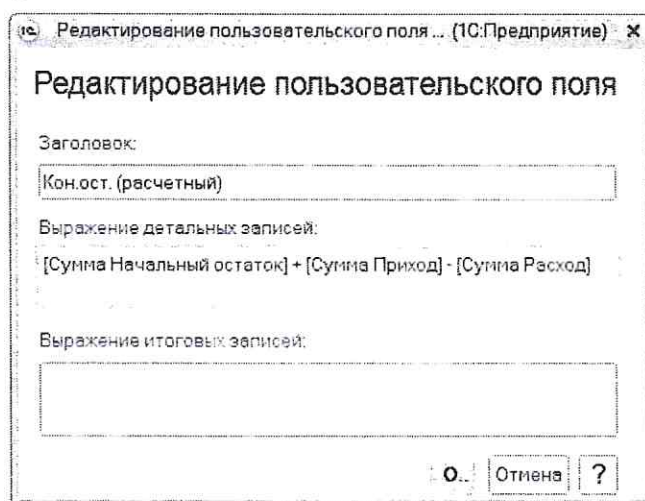 1С Редактирование пользовательского поля ... (1С:Предприятие) ×
Редактирование пользовательского поля
Заголовок:
Кон.ост. (расчетный)
Выражение детальных записей:
[Сумма Начальный остаток] + [Сумма Приход] - [Сумма Расход]
Выражение итоговых записей:
О... Отмена ?